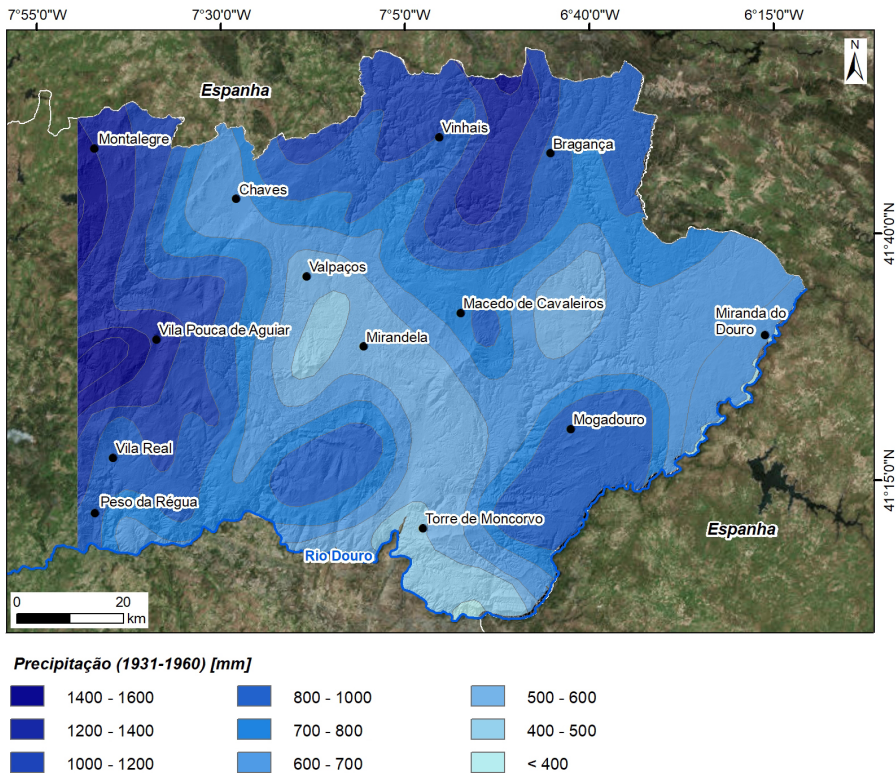 7°55'0"W 7°30'0"W 7°50'0"W 6°40'0"W 6°15'0"W
N
Espanha
Montalegre
Vinhais
Bragança
Chaves
41°40'0"N
Valpaços
Macedo de Cavaleiros
Miranda do
Douro
Vila Pouca de Aguiar
Mirandela
Mogadouro
Vila Real
41°15'0"N
Peso da Régua
Torre de Moncorvo
Espanha
Rio Douro
0 20
km
Precipitação (1931-1960) [mm]
1400 - 1600 800 - 1000 500 - 600
1200 - 1400 700 - 800 400 - 500
1000 - 1200 600 - 700 < 400